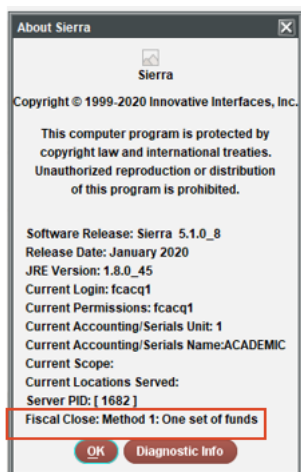 About Sierra
Sierra
Copyright © 1999-2020 Innovative Interfaces, Inc.
This computer program is protected by
copyright law and international treaties.
Unauthorized reproduction or distribution
of this program is prohibited.
Software Release: Sierra 5.1.0_8
Release Date: January 2020
JRE Version: 1.8.0_45
Current Login: fcacq1
Current Permissions: fcacq1
Current Accounting/Serials Unit: 1
Current Accounting/Serials Name:ACADEMIC
Current Scope:
Current Locations Served:
Server PID: [ 1682 ]
Fiscal Close: Method 1: One set of funds
OK Diagnostic Info